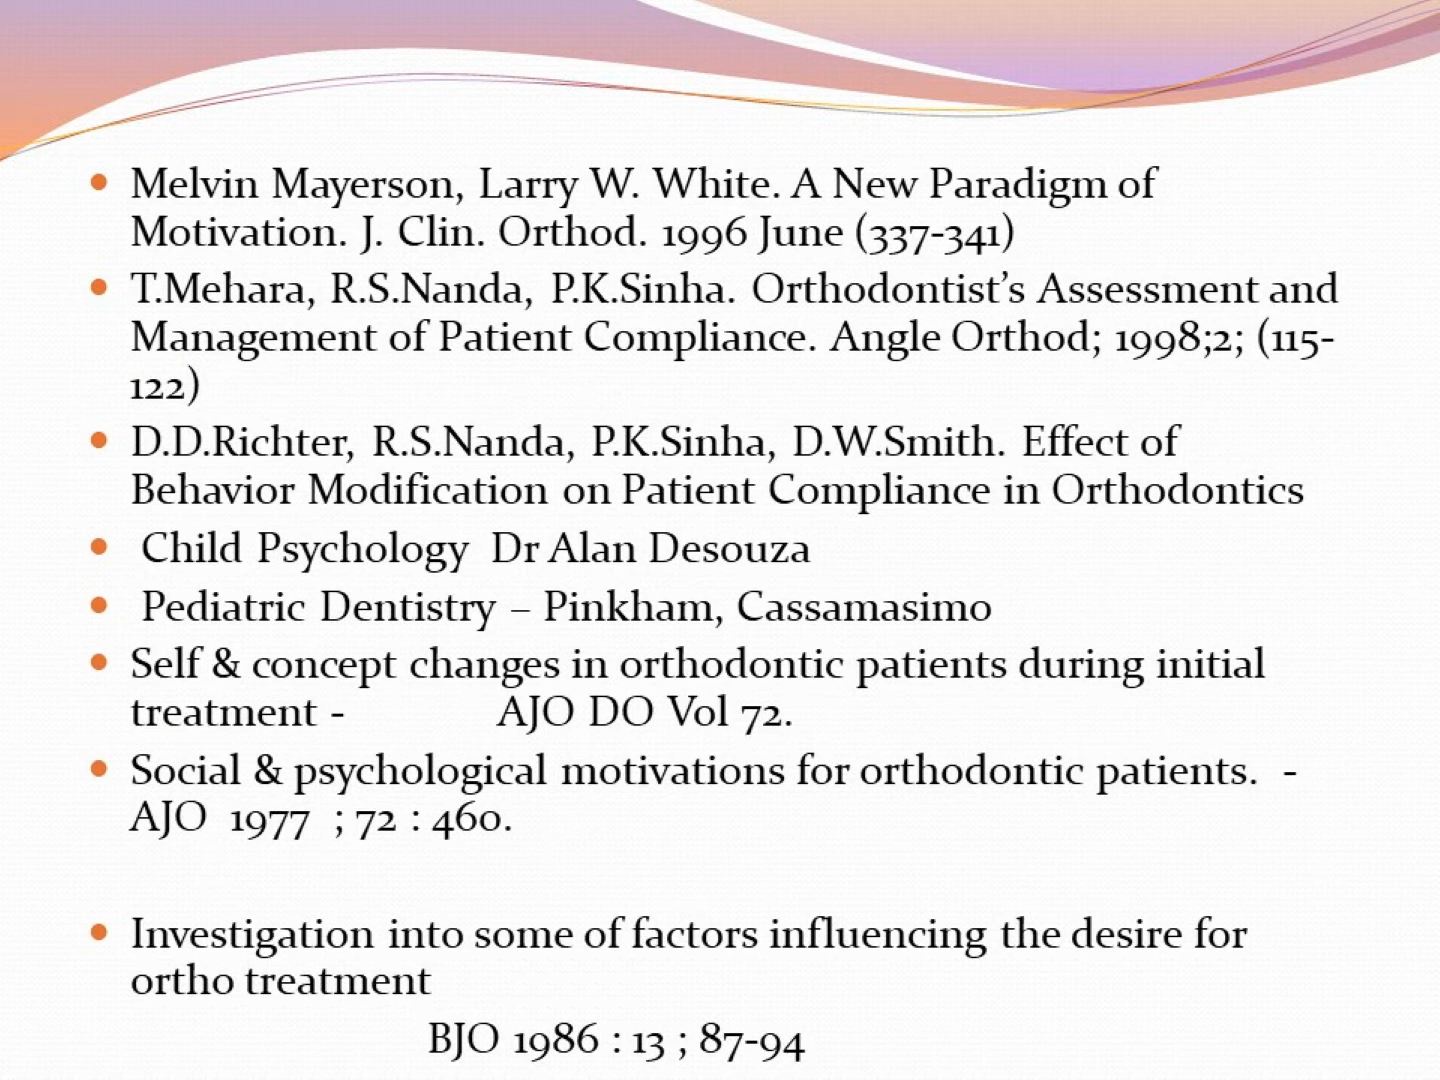 Melvin Mayerson, Larry W. White. A New Paradigm of
Motivation. J. Clin. Orthod. 1996 June (337-341)
T.Mehara, R.S.Nanda, P.K.Sinha. Orthodontist’s Assessment and
Management of Patient Compliance. Angle Orthod; 1998;2; (115-
122)
D.D.Richter, R.S.Nanda, P.K.Sinha, D.W.Smith. Effect of
Behavior Modification on Patient Compliance in Orthodontics
Child Psychology Dr Alan Desouza
Pediatric Dentistry – Pinkham, Cassamasimo
Self & concept changes in orthodontic patients during initial
treatment - AJO DO Vol 72.
Social & psychological motivations for orthodontic patients. -
AJO 1977 ; 72 : 460.
Investigation into some of factors influencing the desire for
ortho treatment
BJO 1986 : 13 ; 87-94